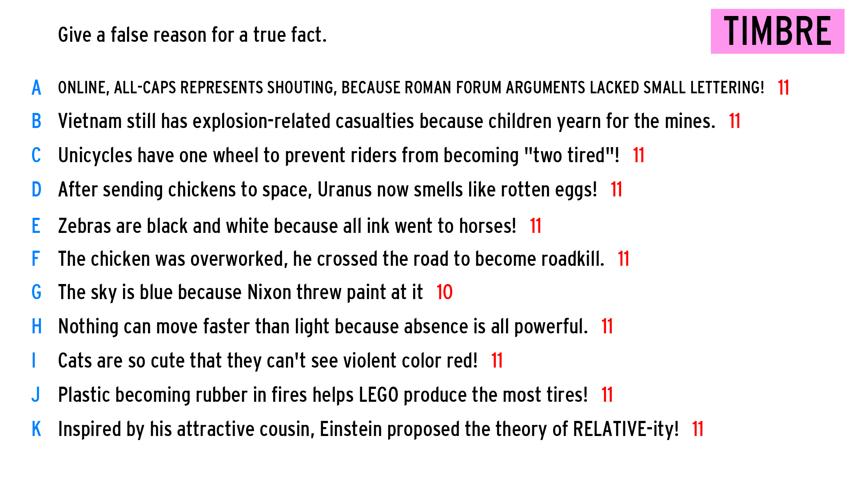 Give a false reason for a true fact.
TIMBRE
A ONLINE, ALL-CAPS REPRESENTS SHOUTING, BECAUSE ROMAN FORUM ARGUMENTS LACKED SMALL LETTERING! 11
B Vietnam still has explosion-related casualties because children yearn for the mines. 11
C Unicycles have one wheel to prevent riders from becoming "two tired"! 11
D After sending chickens to space, Uranus now smells like rotten eggs! 11
E Zebras are black and white because all ink went to horses! 11
F The chicken was overworked, he crossed the road to become roadkill. 11
G The sky is blue because Nixon threw paint at it 10
H Nothing can move faster than light because absence is all powerful. 11
I Cats are so cute that they can't see violent color red! 11
J Plastic becoming rubber in fires helps LEGO produce the most tires! 11
K Inspired by his attractive cousin, Einstein proposed the theory of RELATIVE-ity! 11